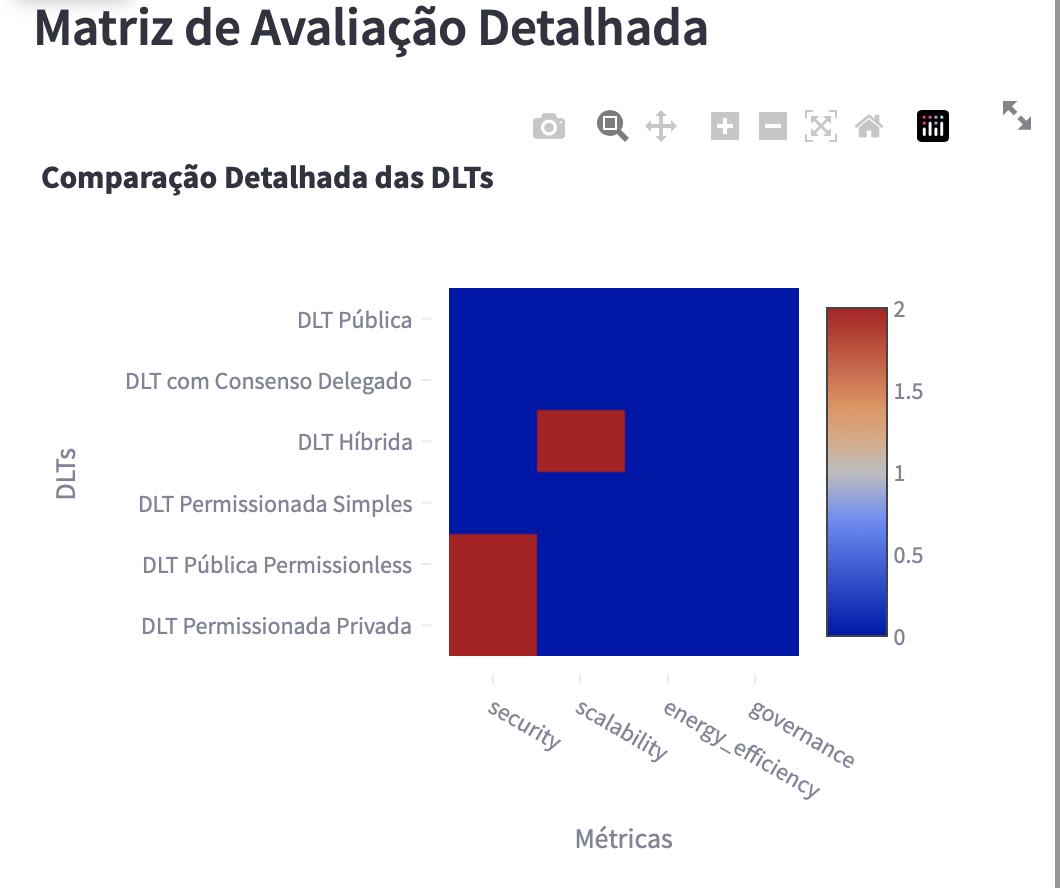 Matriz de Avaliação Detalhada
Comparação Detalhada das DLTs
DLT Pública
DLT com Consenso Delegado
DLT Híbrida
DLT Permissionada Simples
DLT Pública Permissionless
DLT Permissionada Privada
DLTs
2
1.5
1
0.5
0
security
scalability
energy_efficiency
governance
Métricas